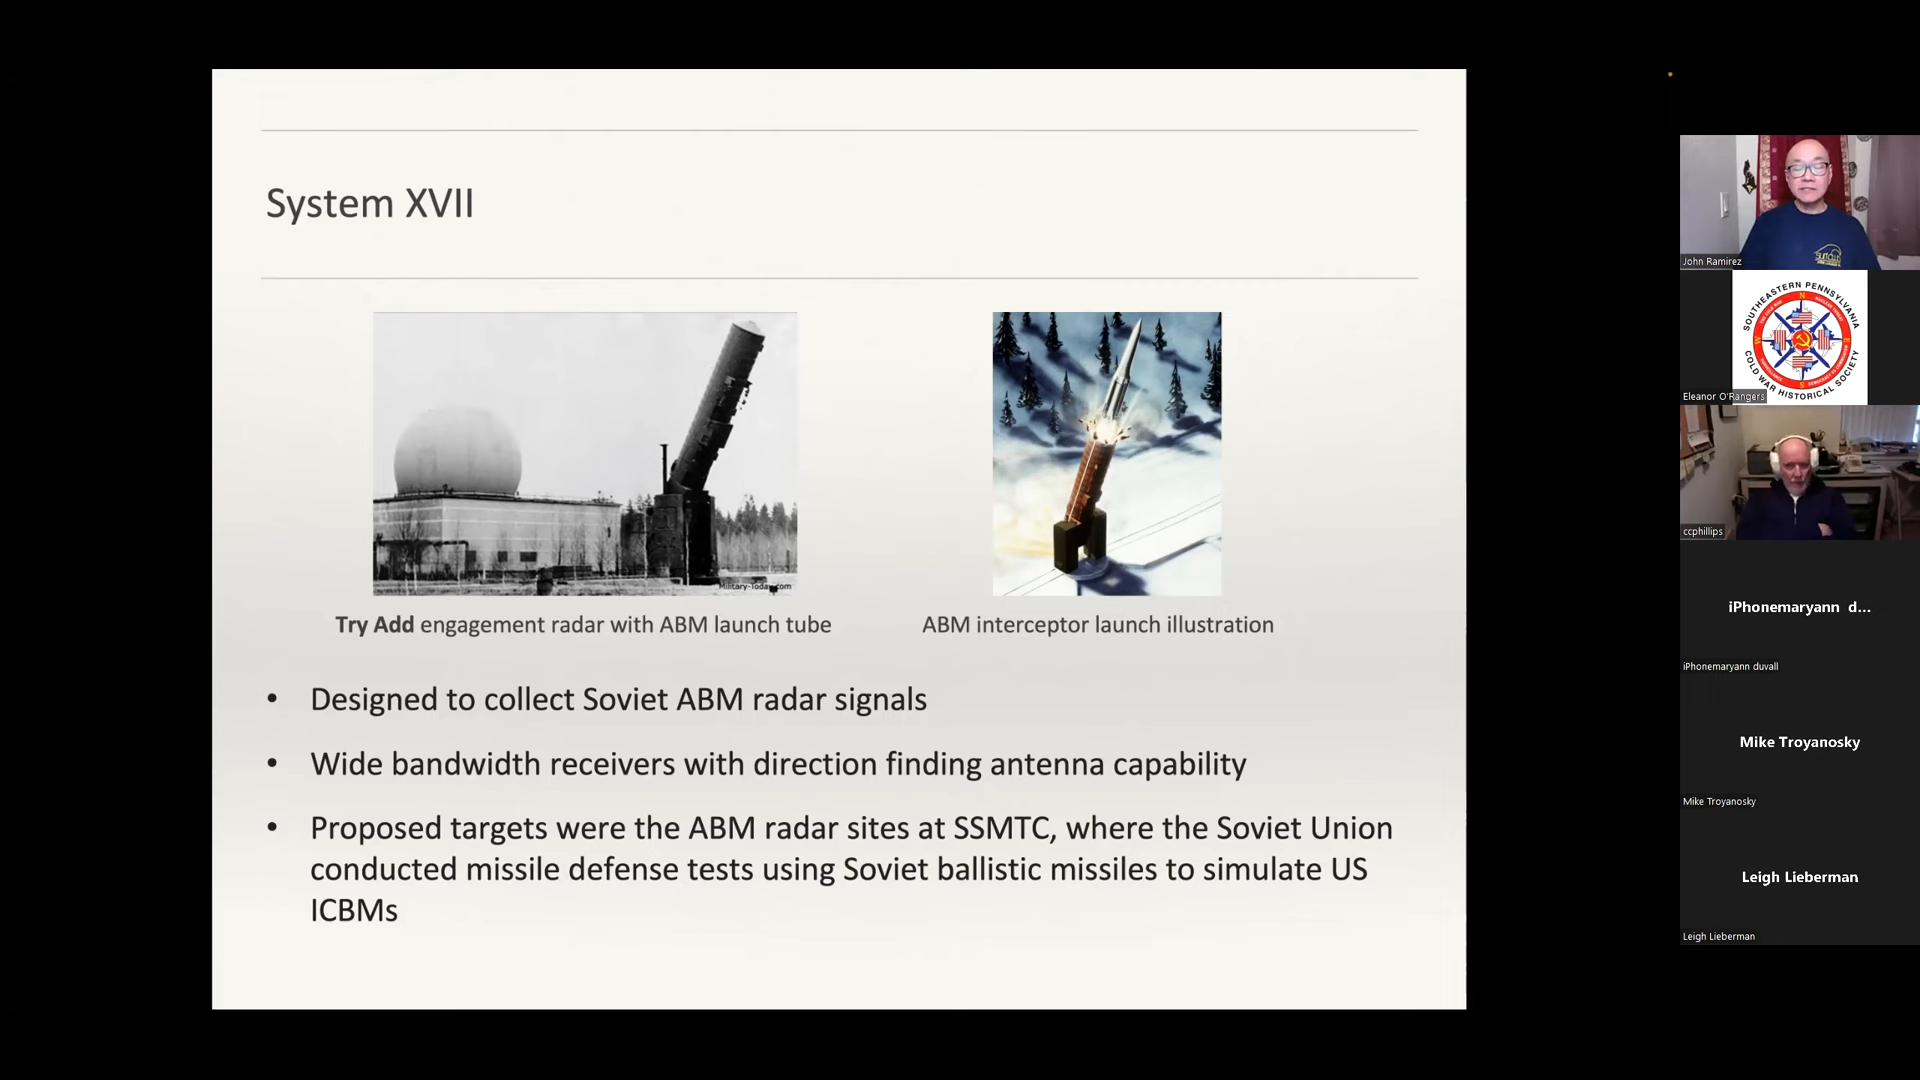 System XVII
Military-Today.com
Try Add engagement radar with ABM launch tube
ABM interceptor launch illustration
• Designed to collect Soviet ABM radar signals
• Wide bandwidth receivers with direction finding antenna capability
• Proposed targets were the ABM radar sites at SSMTC, where the Soviet Union
conducted missile defense tests using Soviet ballistic missiles to simulate US
ICBMs
John Ramirez
SOUTHEASTERN PENNSYLVANIA
COLD WAR HISTORICAL SOCIETY
Eleanor O'Rangers
ccphillips
iPhonemaryann d...
iPhonemaryann duvall
Mike Troyanosky
Mike Troyanosky
Leigh Lieberman
Leigh Lieberman